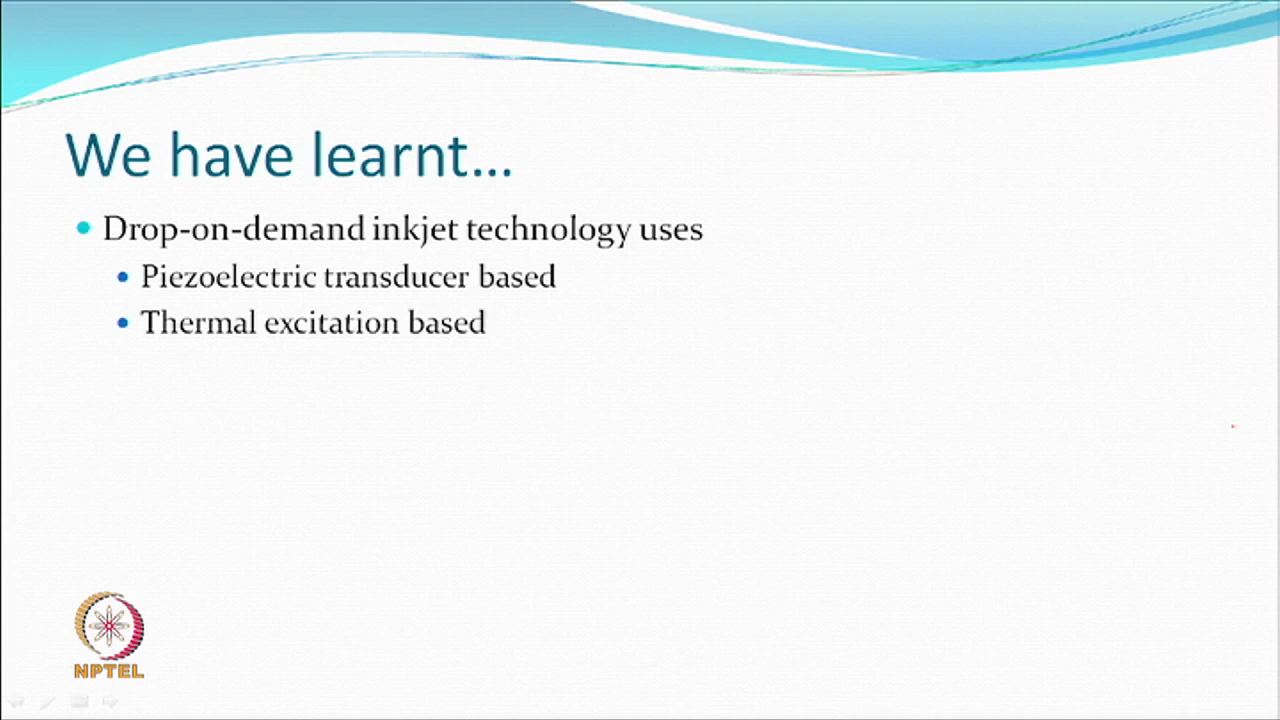 We have learnt...
Drop-on-demand inkjet technology uses
Piezoelectric transducer based
Thermal excitation based
NPTEL